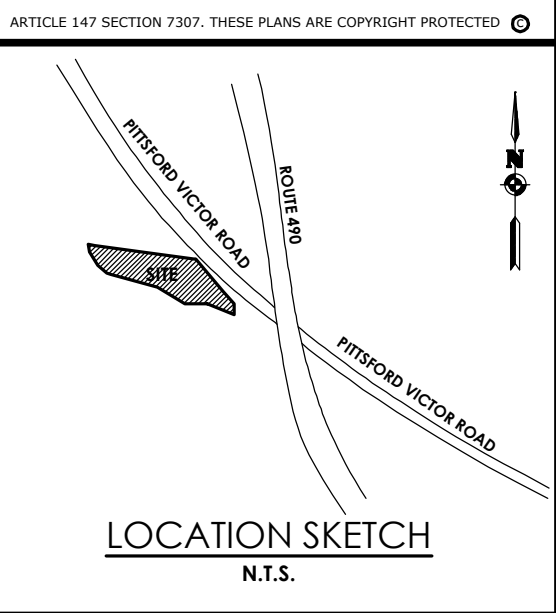 ARTICLE 147 SECTION 7307. THESE PLANS ARE COPYRIGHT PROTECTED ©
PITTSFORD VICTOR ROAD
ROUTE 490
N
SITE
PITTSFORD VICTOR ROAD
LOCATION SKETCH
N.T.S.